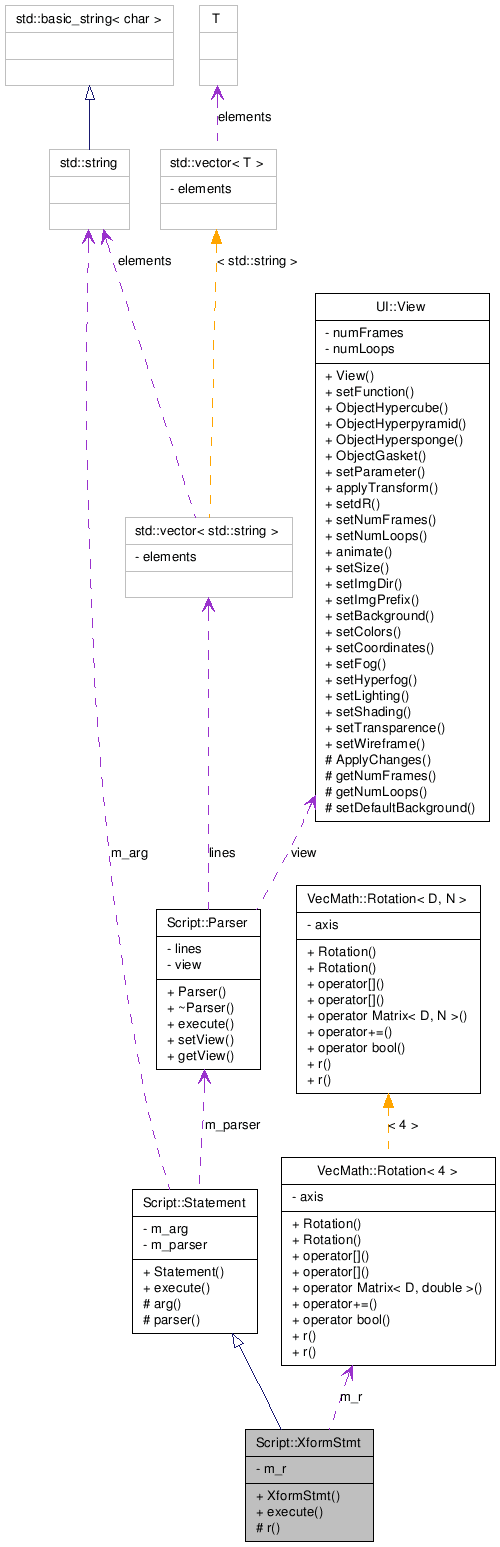 std::basic_string< char >
T
elements
std::string
std::vector< T >
- elements
elements
< std::string >
UI::View
- numFrames
- numLoops
+ View()
+ setFunction()
+ ObjectHypercube()
+ ObjectHyperpyramid()
+ ObjectHypersponge()
+ ObjectGasket()
+ setParameter()
+ applyTransform()
+ setdR()
+ setNumFrames()
+ setNumLoops()
+ animate()
+ setSize()
+ setImgDir()
+ setImgPrefix()
+ setBackground()
+ setColors()
+ setCoordinates()
+ setFog()
+ setHyperfog()
+ setLighting()
+ setShading()
+ setTransparence()
+ setWireframe()
# ApplyChanges()
# getNumFrames()
# getNumLoops()
# setDefaultBackground()
std::vector< std::string >
- elements
m_arg
lines
view
Script::Parser
- lines
- view
+ Parser()
+ ~Parser()
+ execute()
+ setView()
+ getView()
VecMath::Rotation< D, N >
- axis
+ Rotation()
+ Rotation()
+ operator[]()
+ operator[]()
+ operator Matrix< D, N >()
+ operator+=()
+ operator bool()
+ r()
+ r()
m_parser
< 4 >
Script::Statement
- m_arg
- m_parser
+ Statement()
+ execute()
# arg()
# parser()
VecMath::Rotation< 4 >
- axis
+ Rotation()
+ Rotation()
+ operator[]()
+ operator[]()
+ operator Matrix< D, double >()
+ operator+=()
+ operator bool()
+ r()
+ r()
m_r
Script::XformStmt
- m_r
+ XformStmt()
+ execute()
# r()